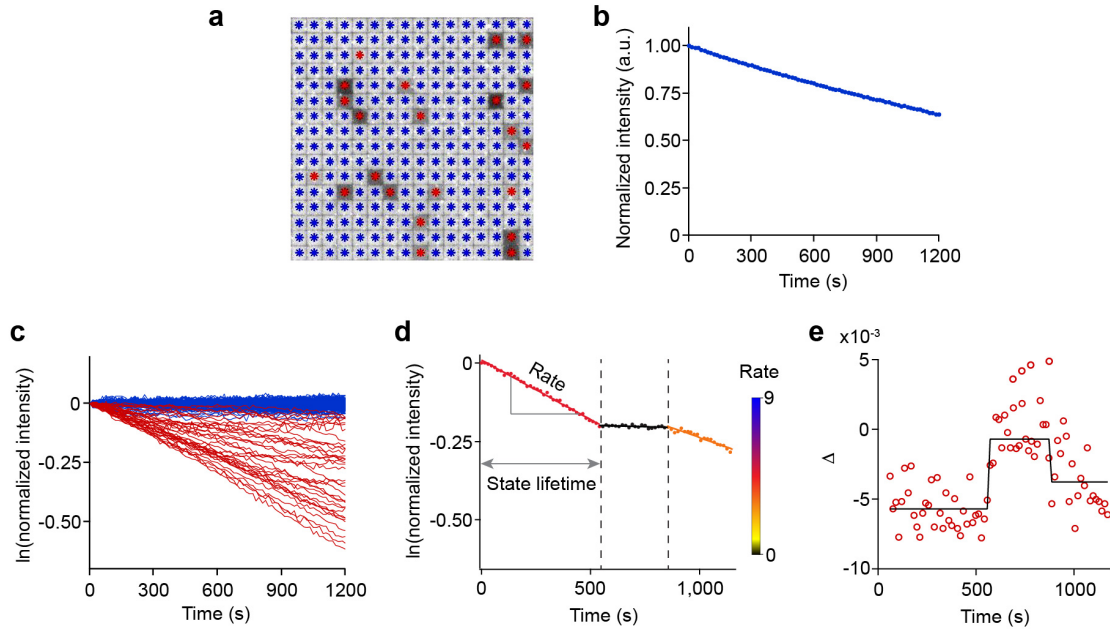 a
b
Normalized intensity (a.u.)
1.00
0.75
0.50
0.25
0
0 300 600 900 1200
Time (s)
c
ln(normalized intensity)
0
-0.25
-0.50
0 300 600 900 1200
Time (s)
d
ln(normalized intensity)
0
-0.25
-0.50
Rate
State lifetime
0 500 1,000
Time (s)
Rate
9
0
e
x10⁻³
Δ
5
0
-5
-10
0 500 1000
Time (s)